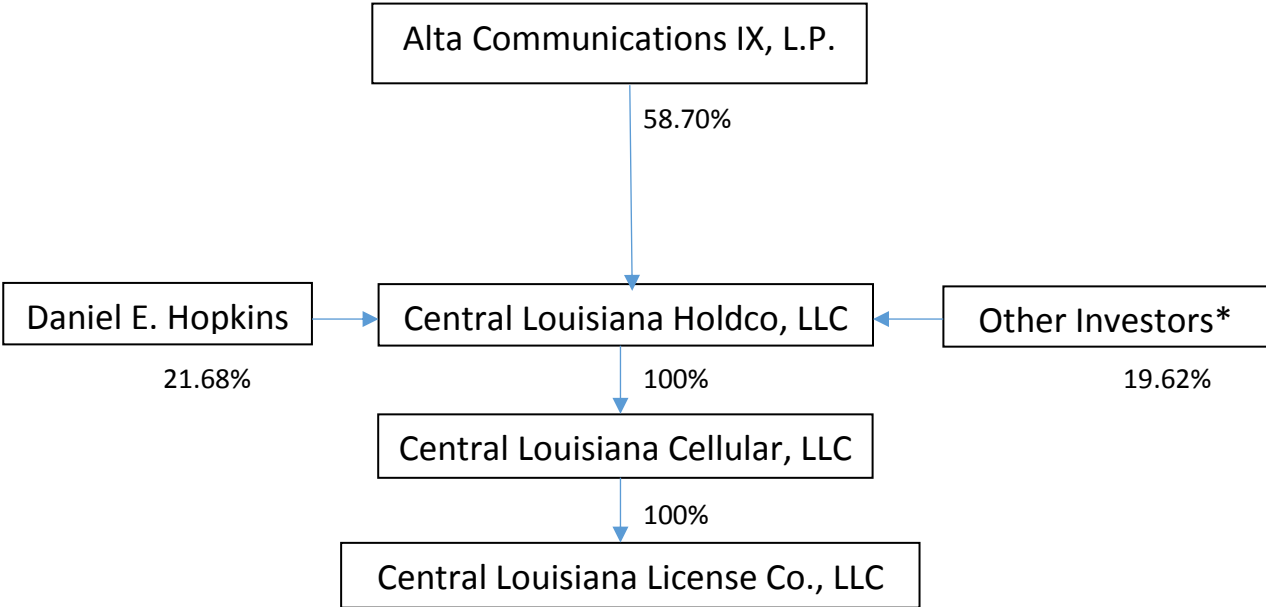 Alta Communications IX, L.P.
58.70%
Daniel E. Hopkins
Central Louisiana Holdco, LLC
Other Investors*
21.68%
100%
19.62%
Central Louisiana Cellular, LLC
100%
Central Louisiana License Co., LLC